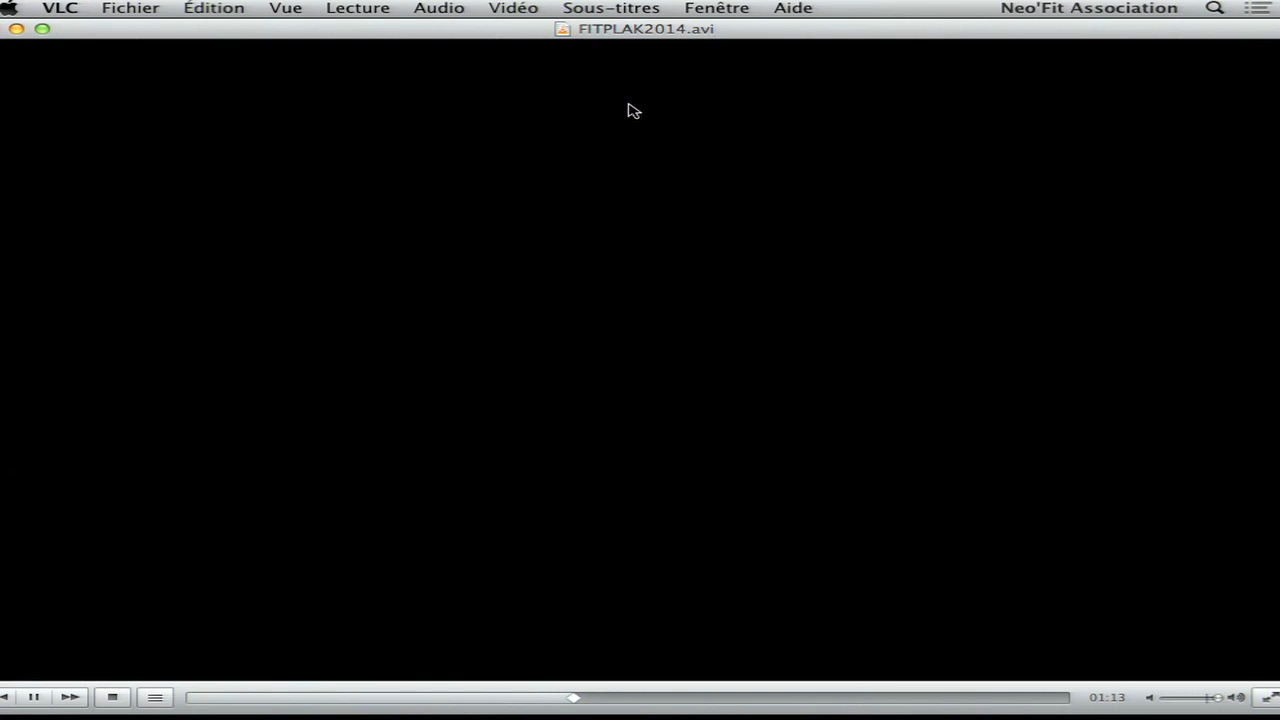 VLC Fichier Édition Vue Lecture Audio Vidéo Sous-titres Fenêtre Aide Neo'Fit Association
FITPLAK2014.avi
01:13